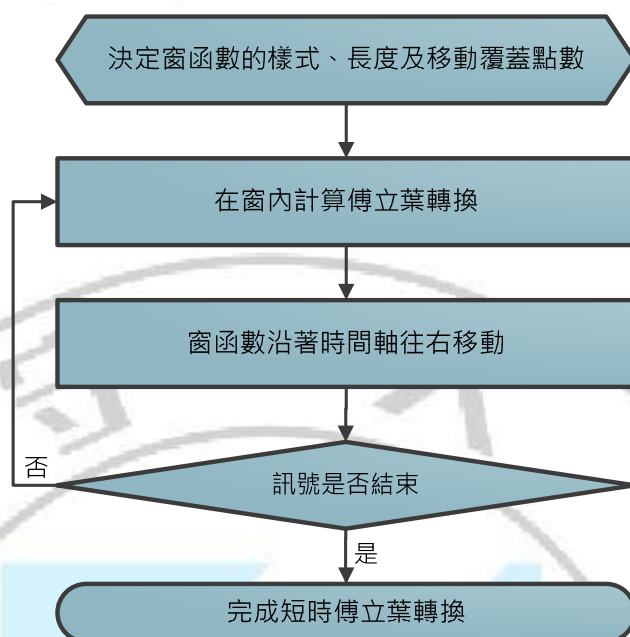 決定窗函數的樣式、長度及移動覆蓋點數
在窗內計算傅立葉轉換
窗函數沿著時間軸往右移動
訊號是否結束
否
是
完成短時傅立葉轉換